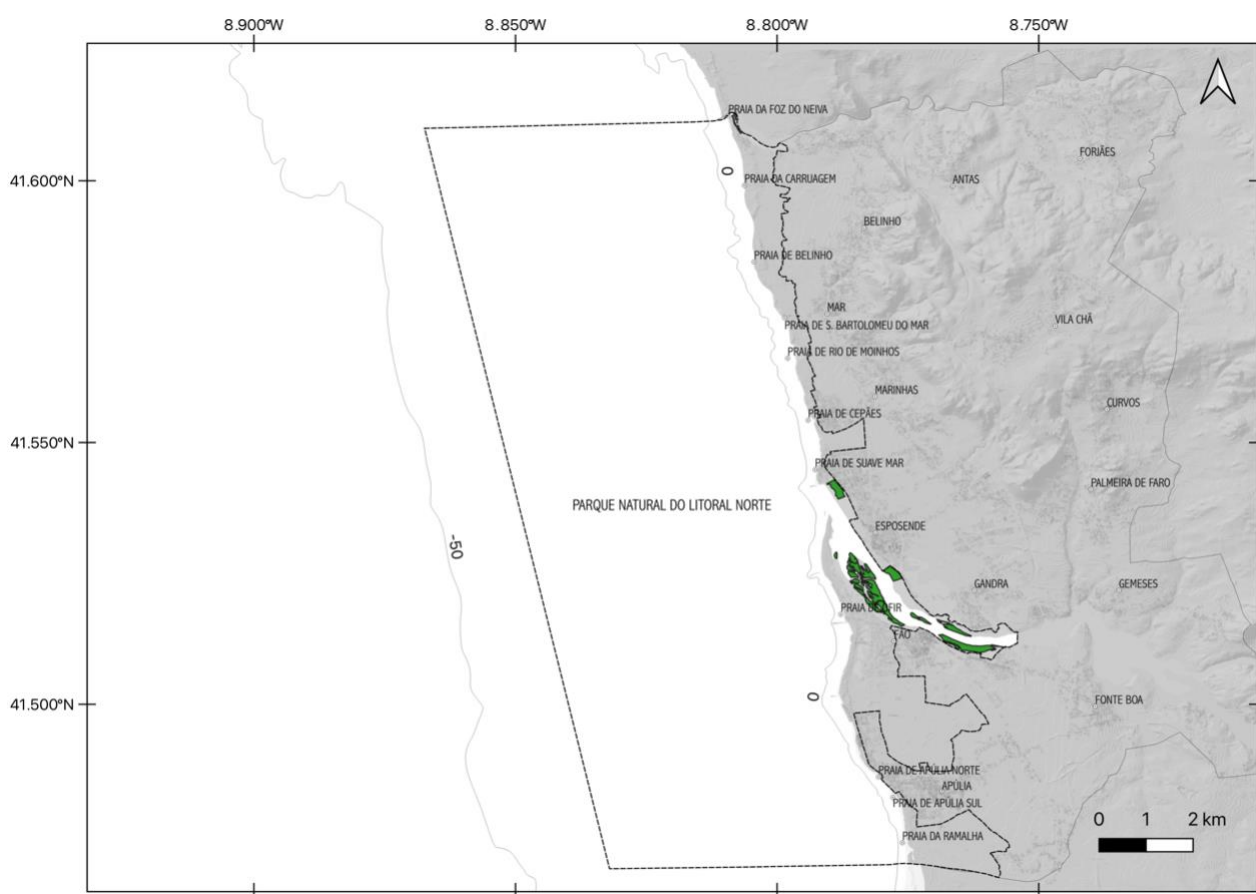 8.900°W
8.850°W
8.800°W
8.750°W
PRAIA DA FOZ DO NEIVA
FORJÃES
41.600°N
0
PRAIA DA CARRUAGEM
ANTAS
BELINHO
PRAIA DE BELINHO
MAR
PRAIA DE S. BARTOLOMEU DO MAR
VILA CHÃ
PRAIA DE RIO DE MOINHOS
MARINHAS
CURVOS
PRAIA DE CEPÃES
41.550°N
PRAIA DE SUAVE MAR
PALMEIRA DE FARO
PARQUE NATURAL DO LITORAL NORTE
ESPOSENDE
-50
GANDRA
GEMESES
PRAIA DE OFIR
FÃO
41.500°N
0
FONTE BOA
PRAIA DE APÚLIA NORTE
APÚLIA
PRAIA DE APÚLIA SUL
0 1 2 km
PRAIA DA RAMALHA